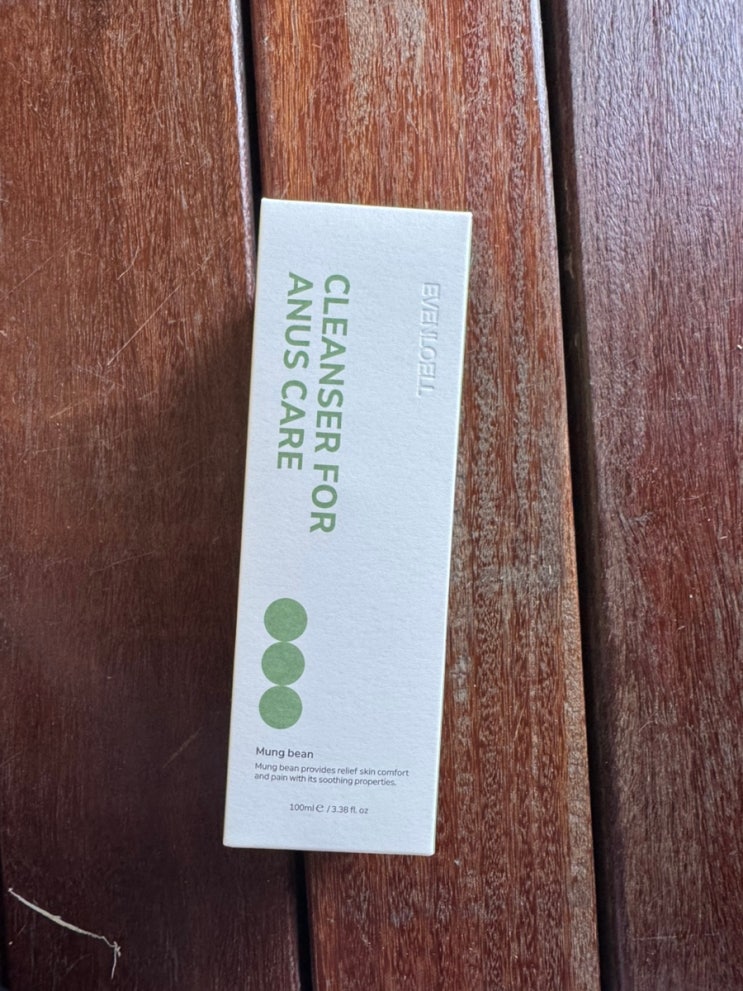 EVENLOELL
CLEANSER FOR
ANUS CARE
Mung bean
Mung bean provides relief skin comfort
and pain with its soothing properties.
100ml ℮ / 3.38 fl. oz